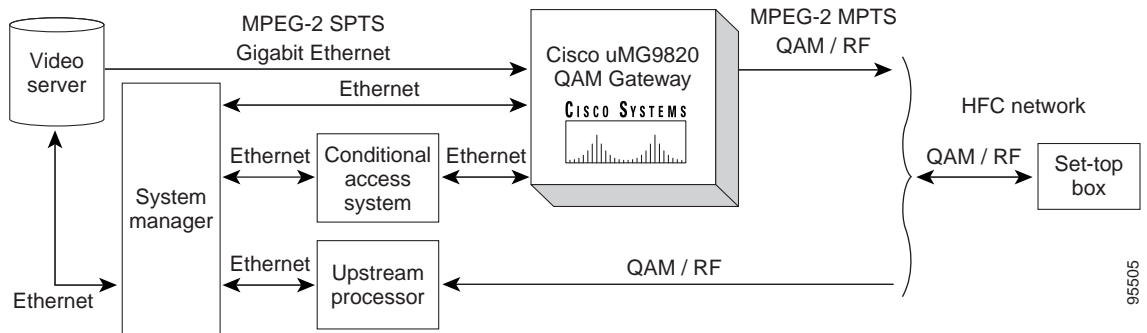 MPEG-2 SPTS
Gigabit Ethernet
Video
server
Ethernet
Cisco uMG9820
QAM Gateway
CISCO SYSTEMS
MPEG-2 MPTS
QAM / RF
HFC network
QAM / RF
Set-top
box
System
manager
Ethernet
Conditional
access
system
Ethernet
Ethernet
Upstream
processor
QAM / RF
Ethernet
95505